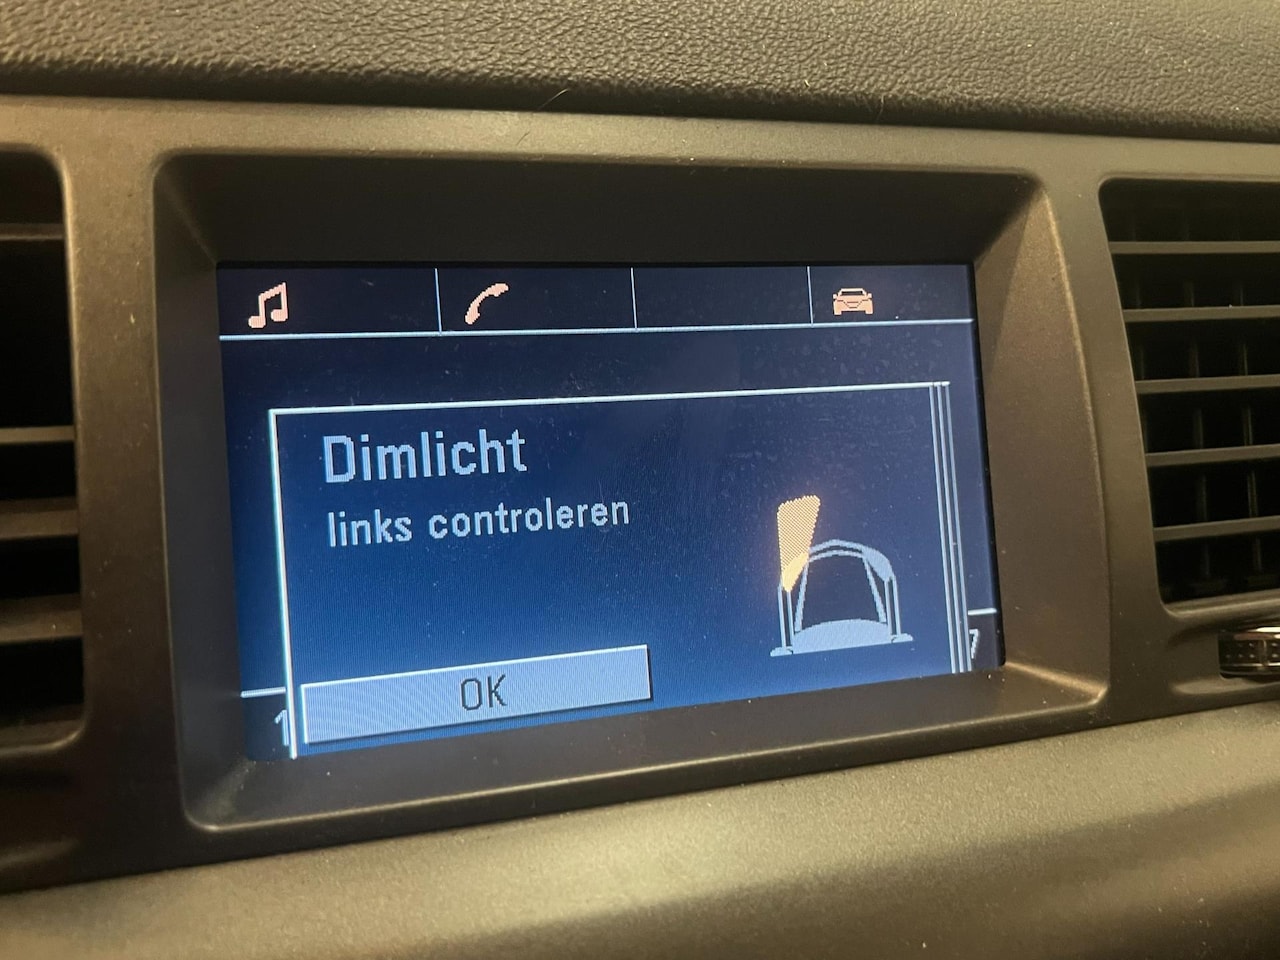 Dimlicht
links controleren
OK